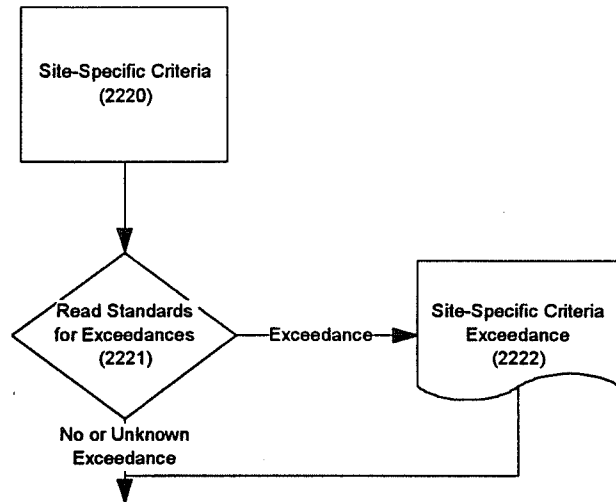 Site-Specific Criteria
(2220)
Read Standards
for Exceedances
(2221)
Exceedance
Site-Specific Criteria
Exceedance
(2222)
No or Unknown
Exceedance